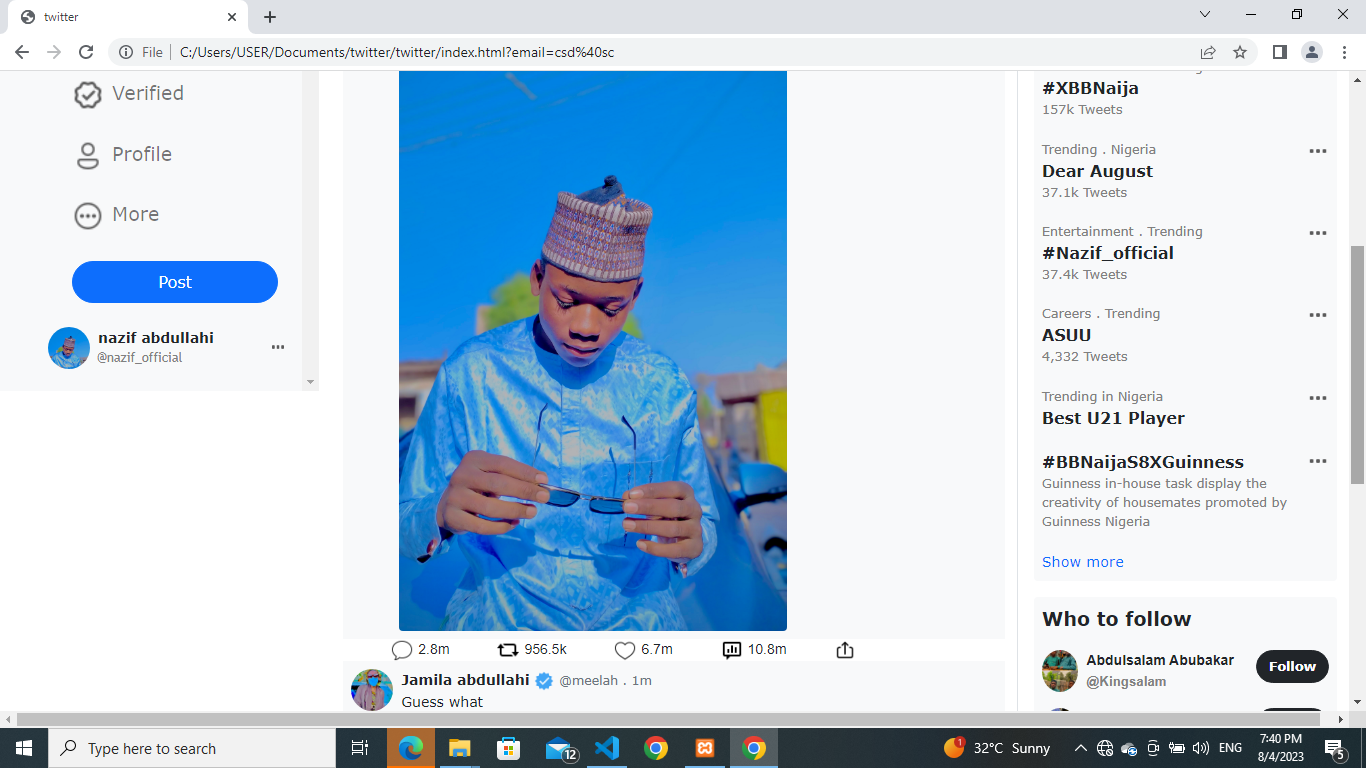 twitter
File
C:/Users/USER/Documents/twitter/twitter/index.html?email=csd%40sc
Verified
Profile
More
Post
nazif abdullahi
@nazif_official
2.8m
956.5k
6.7m
10.8m
Jamila abdullahi @meelah . 1m
Guess what
#XBBNaija
157k Tweets
Trending . Nigeria
Dear August
37.1k Tweets
Entertainment . Trending
#Nazif_official
37.4k Tweets
Careers . Trending
ASUU
4,332 Tweets
Trending in Nigeria
Best U21 Player
#BBNaijaS8XGuinness
Guinness in-house task display the
creativity of housemates promoted by
Guinness Nigeria
Show more
Who to follow
Abdulsalam Abubakar
@Kingsalam
Follow
Type here to search
12
1
32°C Sunny
ENG
7:40 PM
8/4/2023
5